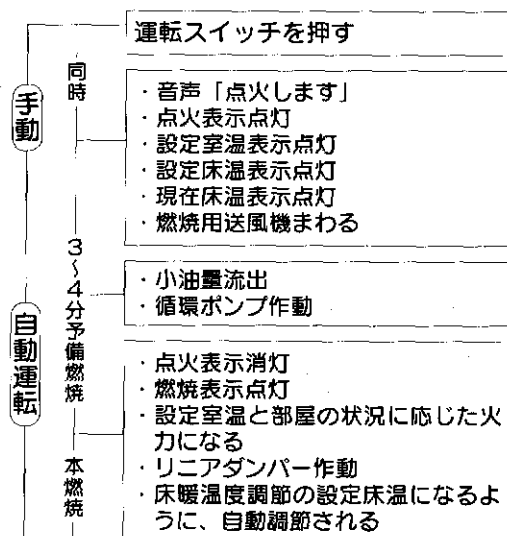 運転スイッチを押す
手動
同時
・音声「点火します」
・点火表示点灯
・設定室温表示点灯
・設定床温表示点灯
・現在床温表示点灯
・燃焼用送風機まわる
自動運転
3～4分予備燃焼
・小油量流出
・循環ポンプ作動
本燃焼
・点火表示消灯
・燃焼表示点灯
・設定室温と部屋の状況に応じた火
力になる
・リニアダンパー作動
・床暖温度調節の設定床温になるよ
うに、自動調節される